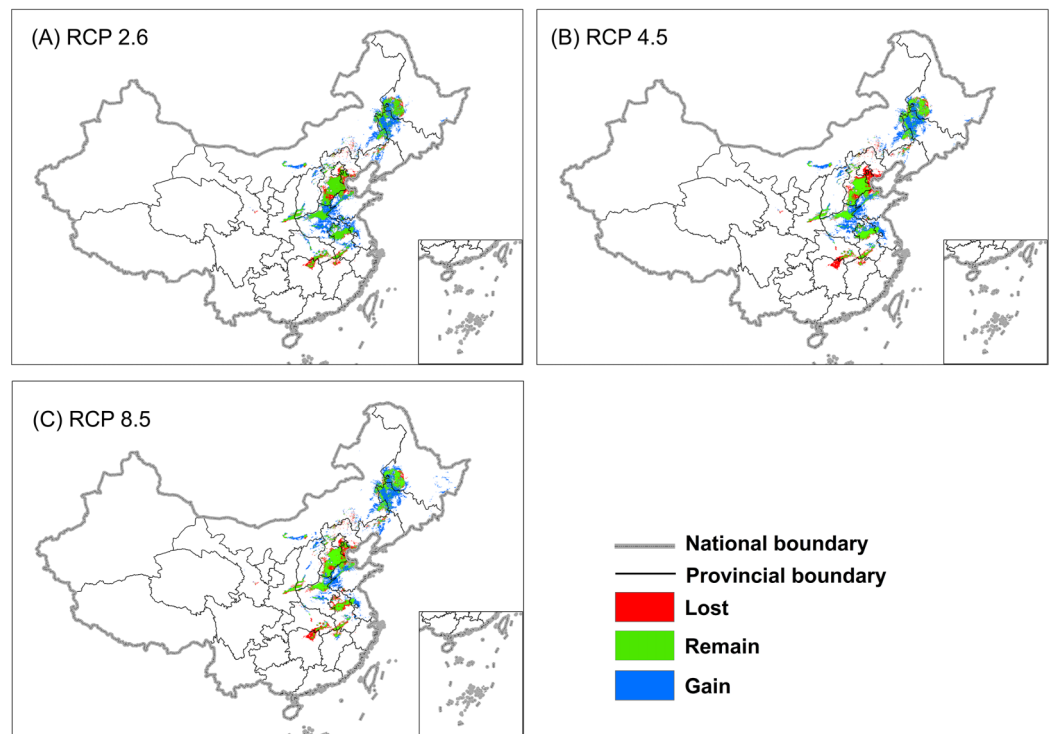 (A) RCP 2.6
(B) RCP 4.5
(C) RCP 8.5
National boundary
Provincial boundary
Lost
Remain
Gain